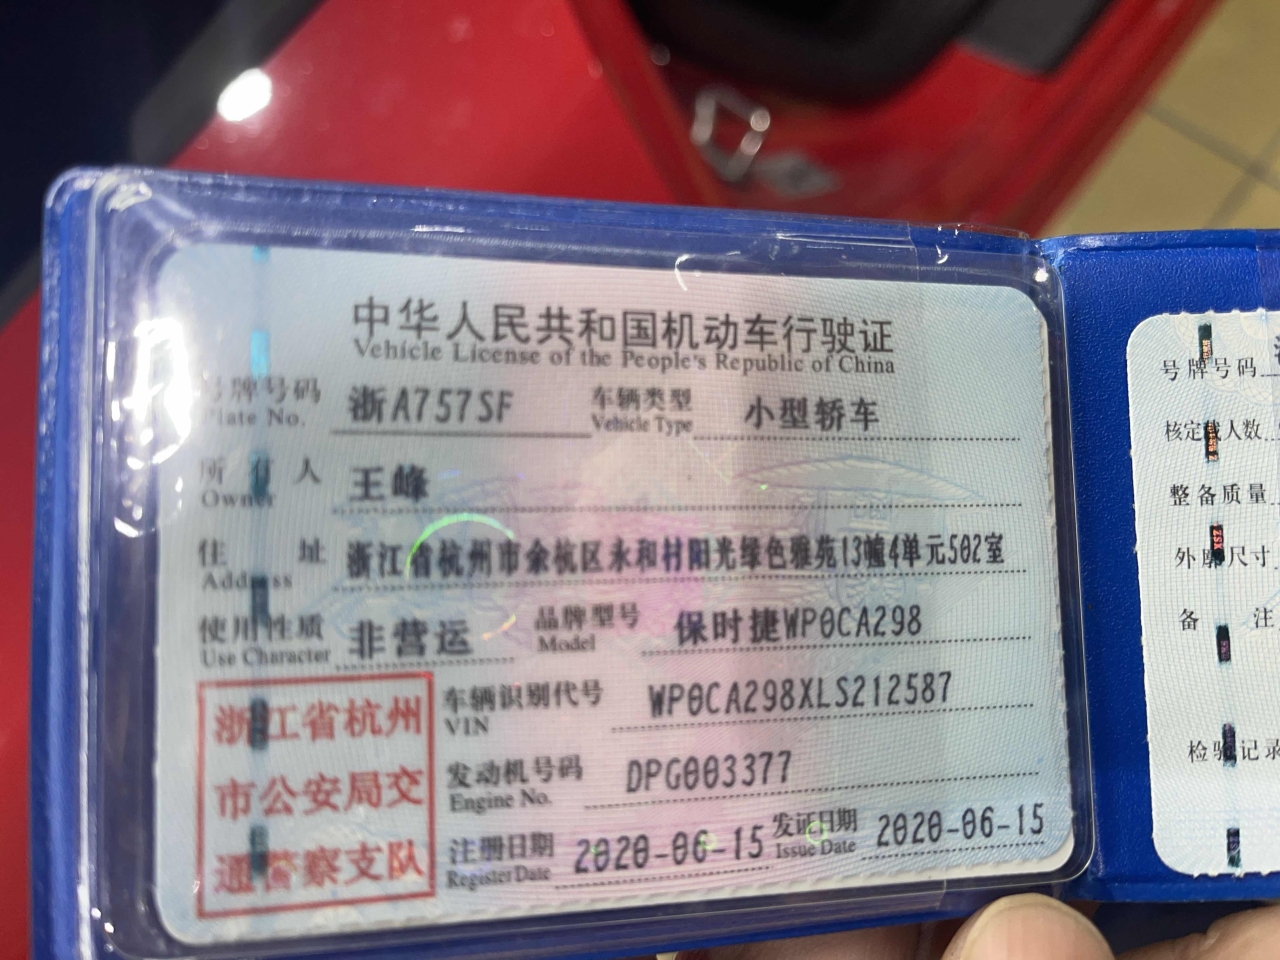 中华人民共和国机动车行驶证
Vehicle License of the People's Republic of China
号牌号码 浙A757SF 车辆类型 小型轿车
Plate No. Vehicle Type
所有人 王峰
Owner
住址 浙江省杭州市余杭区永和村阳光绿色雅苑13幢4单元502室
Address
使用性质 非营运 品牌型号 保时捷WP0CA298
Use Character Model
浙江省杭州
市公安局交
通警察支队
车辆识别代号 WP0CA298XLS212587
VIN
发动机号码 DPG003377
Engine No.
注册日期 2020-06-15 发证日期 2020-06-15
Register Date Issue Date
号牌号码
核定载人数
整备质量
外廓尺寸
备注
检验记录